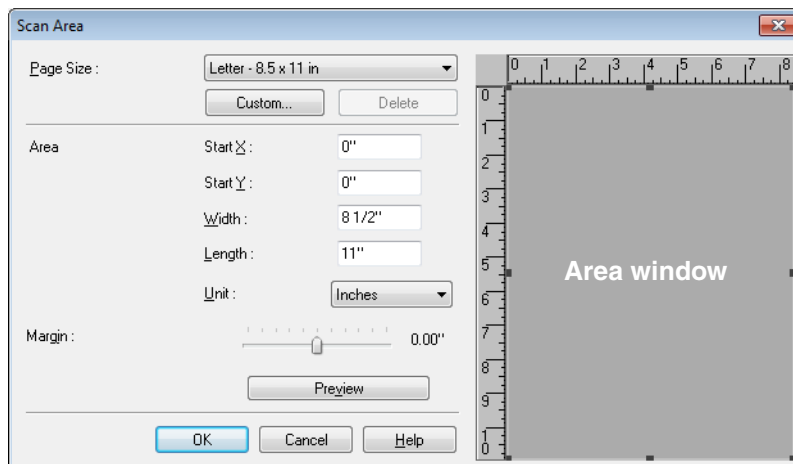 Scan Area
Page Size : Letter - 8.5 x 11 in
Custom... Delete
Area Start X : 0"
Start Y : 0"
Width : 8 1/2"
Length : 11"
Unit : Inches
Margin : 0.00"
Preview
OK Cancel Help
0 1 2 3 4 5 6 7 8
0
1
2
3
4
5
6
7
8
9
10
Area window